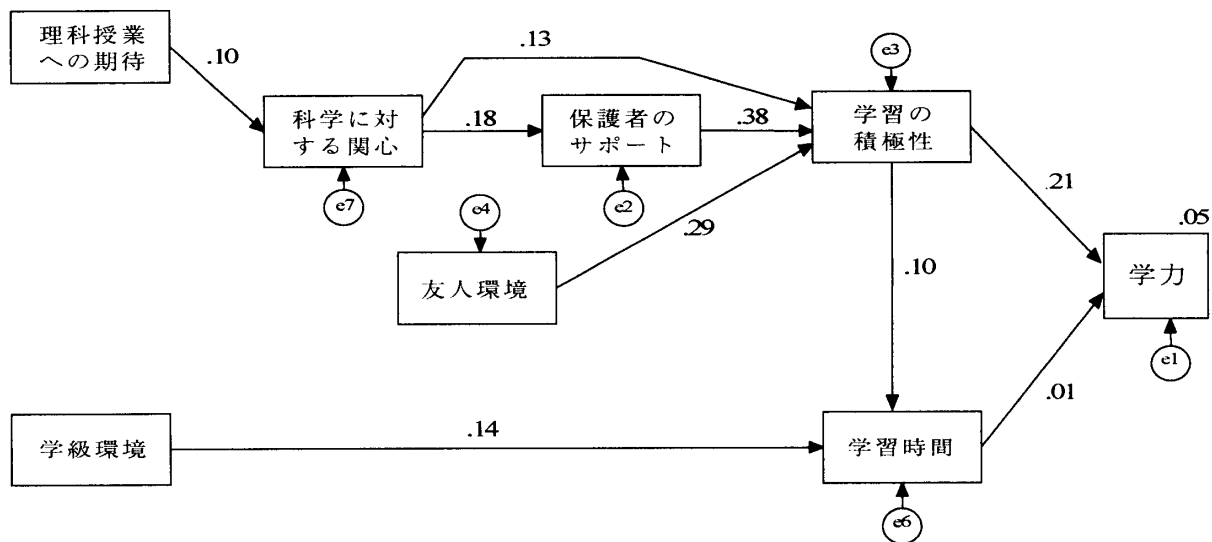 理科授業
への期待
.10
.13
e3
科学に対
する関心
.18
保護者の
サポート
.38
学習の
積極性
e7
e4
e2
.29
.21
.05
友人環境
.10
学力
e1
.01
学級環境
.14
学習時間
e6